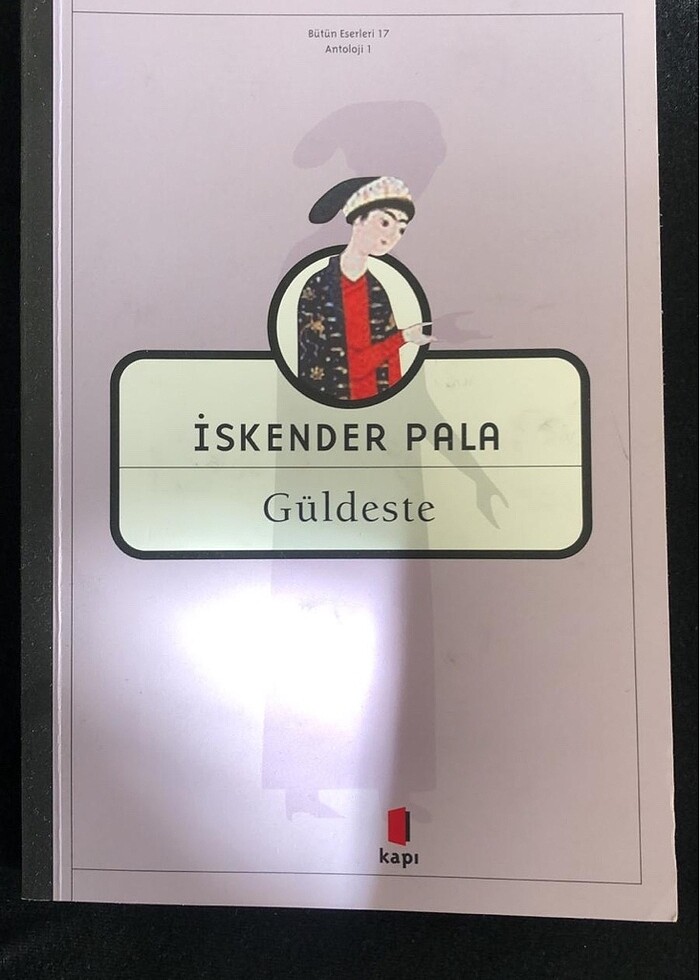 Bütün Eserleri 17
Antoloji 1
İSKENDER PALA
Güldeste
kapı